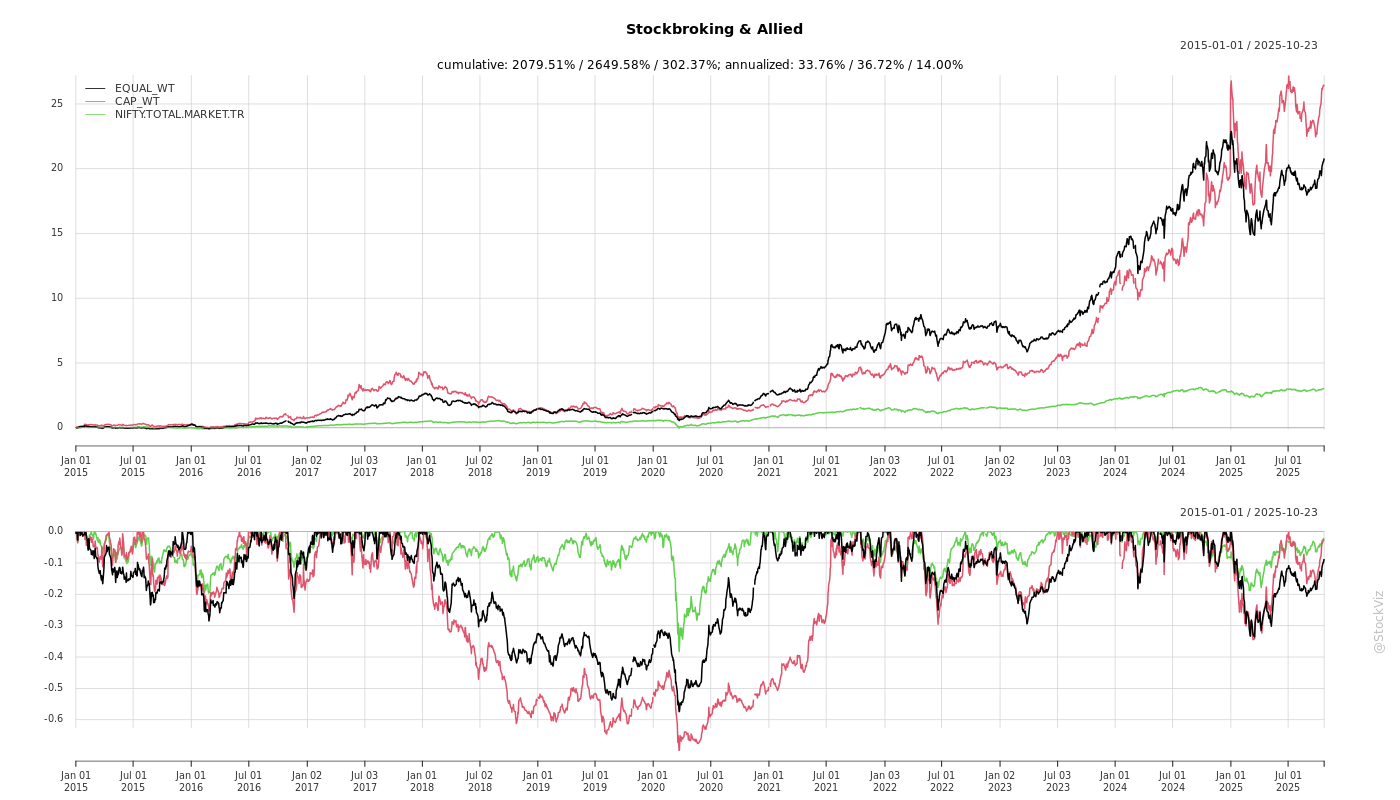 Stockbroking & Allied
2015-01-01 / 2025-10-23
cumulative: 2079.51% / 2649.58% / 302.37%; annualized: 33.76% / 36.72% / 14.00%
EQUAL_WT
CAP_WT
NIFTY.TOTAL.MARKET.TR
25
20
15
10
5
0
Jan 01 Jul 01 Jan 01 Jul 01 Jan 02 Jul 03 Jan 01 Jul 02 Jan 01 Jul 01 Jan 01 Jul 01 Jan 01 Jul 01 Jan 03 Jul 01 Jan 02 Jul 03 Jan 01 Jul 01 Jan 01 Jul 01
2015 2015 2016 2016 2017 2017 2018 2018 2019 2019 2020 2020 2021 2021 2022 2022 2023 2023 2024 2024 2025 2025
2015-01-01 / 2025-10-23
0.0
-0.1
-0.2
-0.3
-0.4
-0.5
-0.6
Jan 01 Jul 01 Jan 01 Jul 01 Jan 02 Jul 03 Jan 01 Jul 02 Jan 01 Jul 01 Jan 01 Jul 01 Jan 01 Jul 01 Jan 03 Jul 01 Jan 02 Jul 03 Jan 01 Jul 01 Jan 01 Jul 01
2015 2015 2016 2016 2017 2017 2018 2018 2019 2019 2020 2020 2021 2021 2022 2022 2023 2023 2024 2024 2025 2025
@StockViz